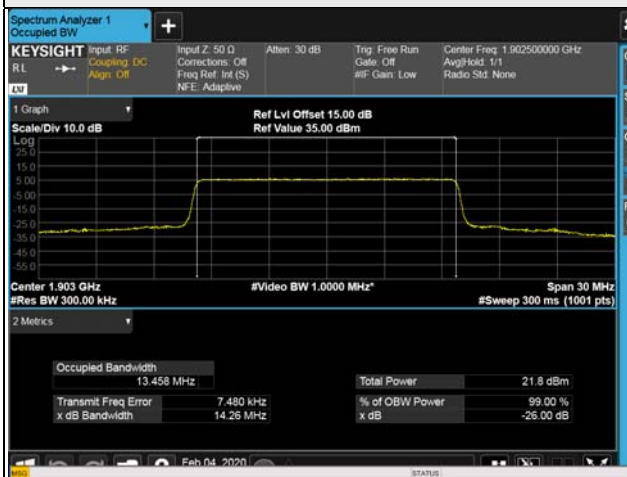 Spectrum Analyzer 1
Occupied BW
+
KEYSIGHT Input: RF Input Z: 50 Ω Atten: 30 dB Trig: Free Run Center Freq: 1.902500000 GHz
RL Coupling: DC Corrections: Off Gate: Off Avg|Hold: 1/1
Align: Off Freq Ref: Int (S) #IF Gain: Low Radio Std: None
LXI NFE: Adaptive
1 Graph
Ref Lvl Offset 15.00 dB
Scale/Div 10.0 dB Ref Value 35.00 dBm
Log
25.0
15.0
5.00
-5.00
-15.0
-25.0
-35.0
-45.0
-55.0
Center 1.903 GHz #Video BW 1.0000 MHz* Span 30 MHz
#Res BW 300.00 kHz #Sweep 300 ms (1001 pts)
2 Metrics
Occupied Bandwidth
13.458 MHz Total Power 21.8 dBm
Transmit Freq Error 7.480 kHz % of OBW Power 99.00 %
x dB Bandwidth 14.26 MHz x dB -26.00 dB
Feb 04, 2020
MSG STATUS